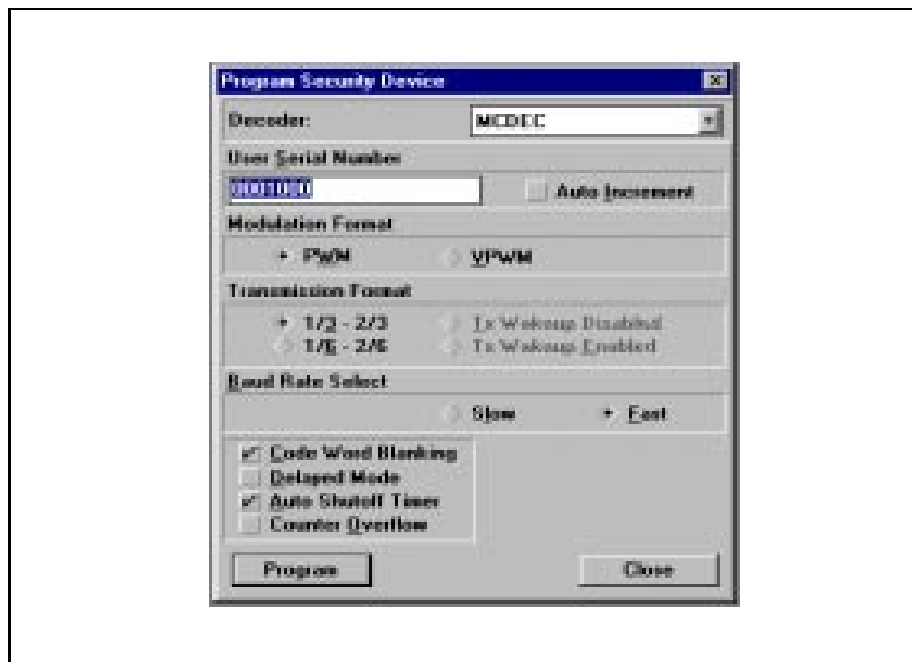 Program Security Device
Decoder: MCDEC
User Serial Number
0001000 Auto Increment
Modulation Format
PWM VPWM
Transmission Format
1/3 - 2/3 Tx Wakeup Disabled
1/6 - 2/6 Tx Wakeup Enabled
Baud Rate Select
Slow Fast
Code Word Blanking
Delayed Mode
Auto Shutoff Timer
Counter Overflow
Program Close